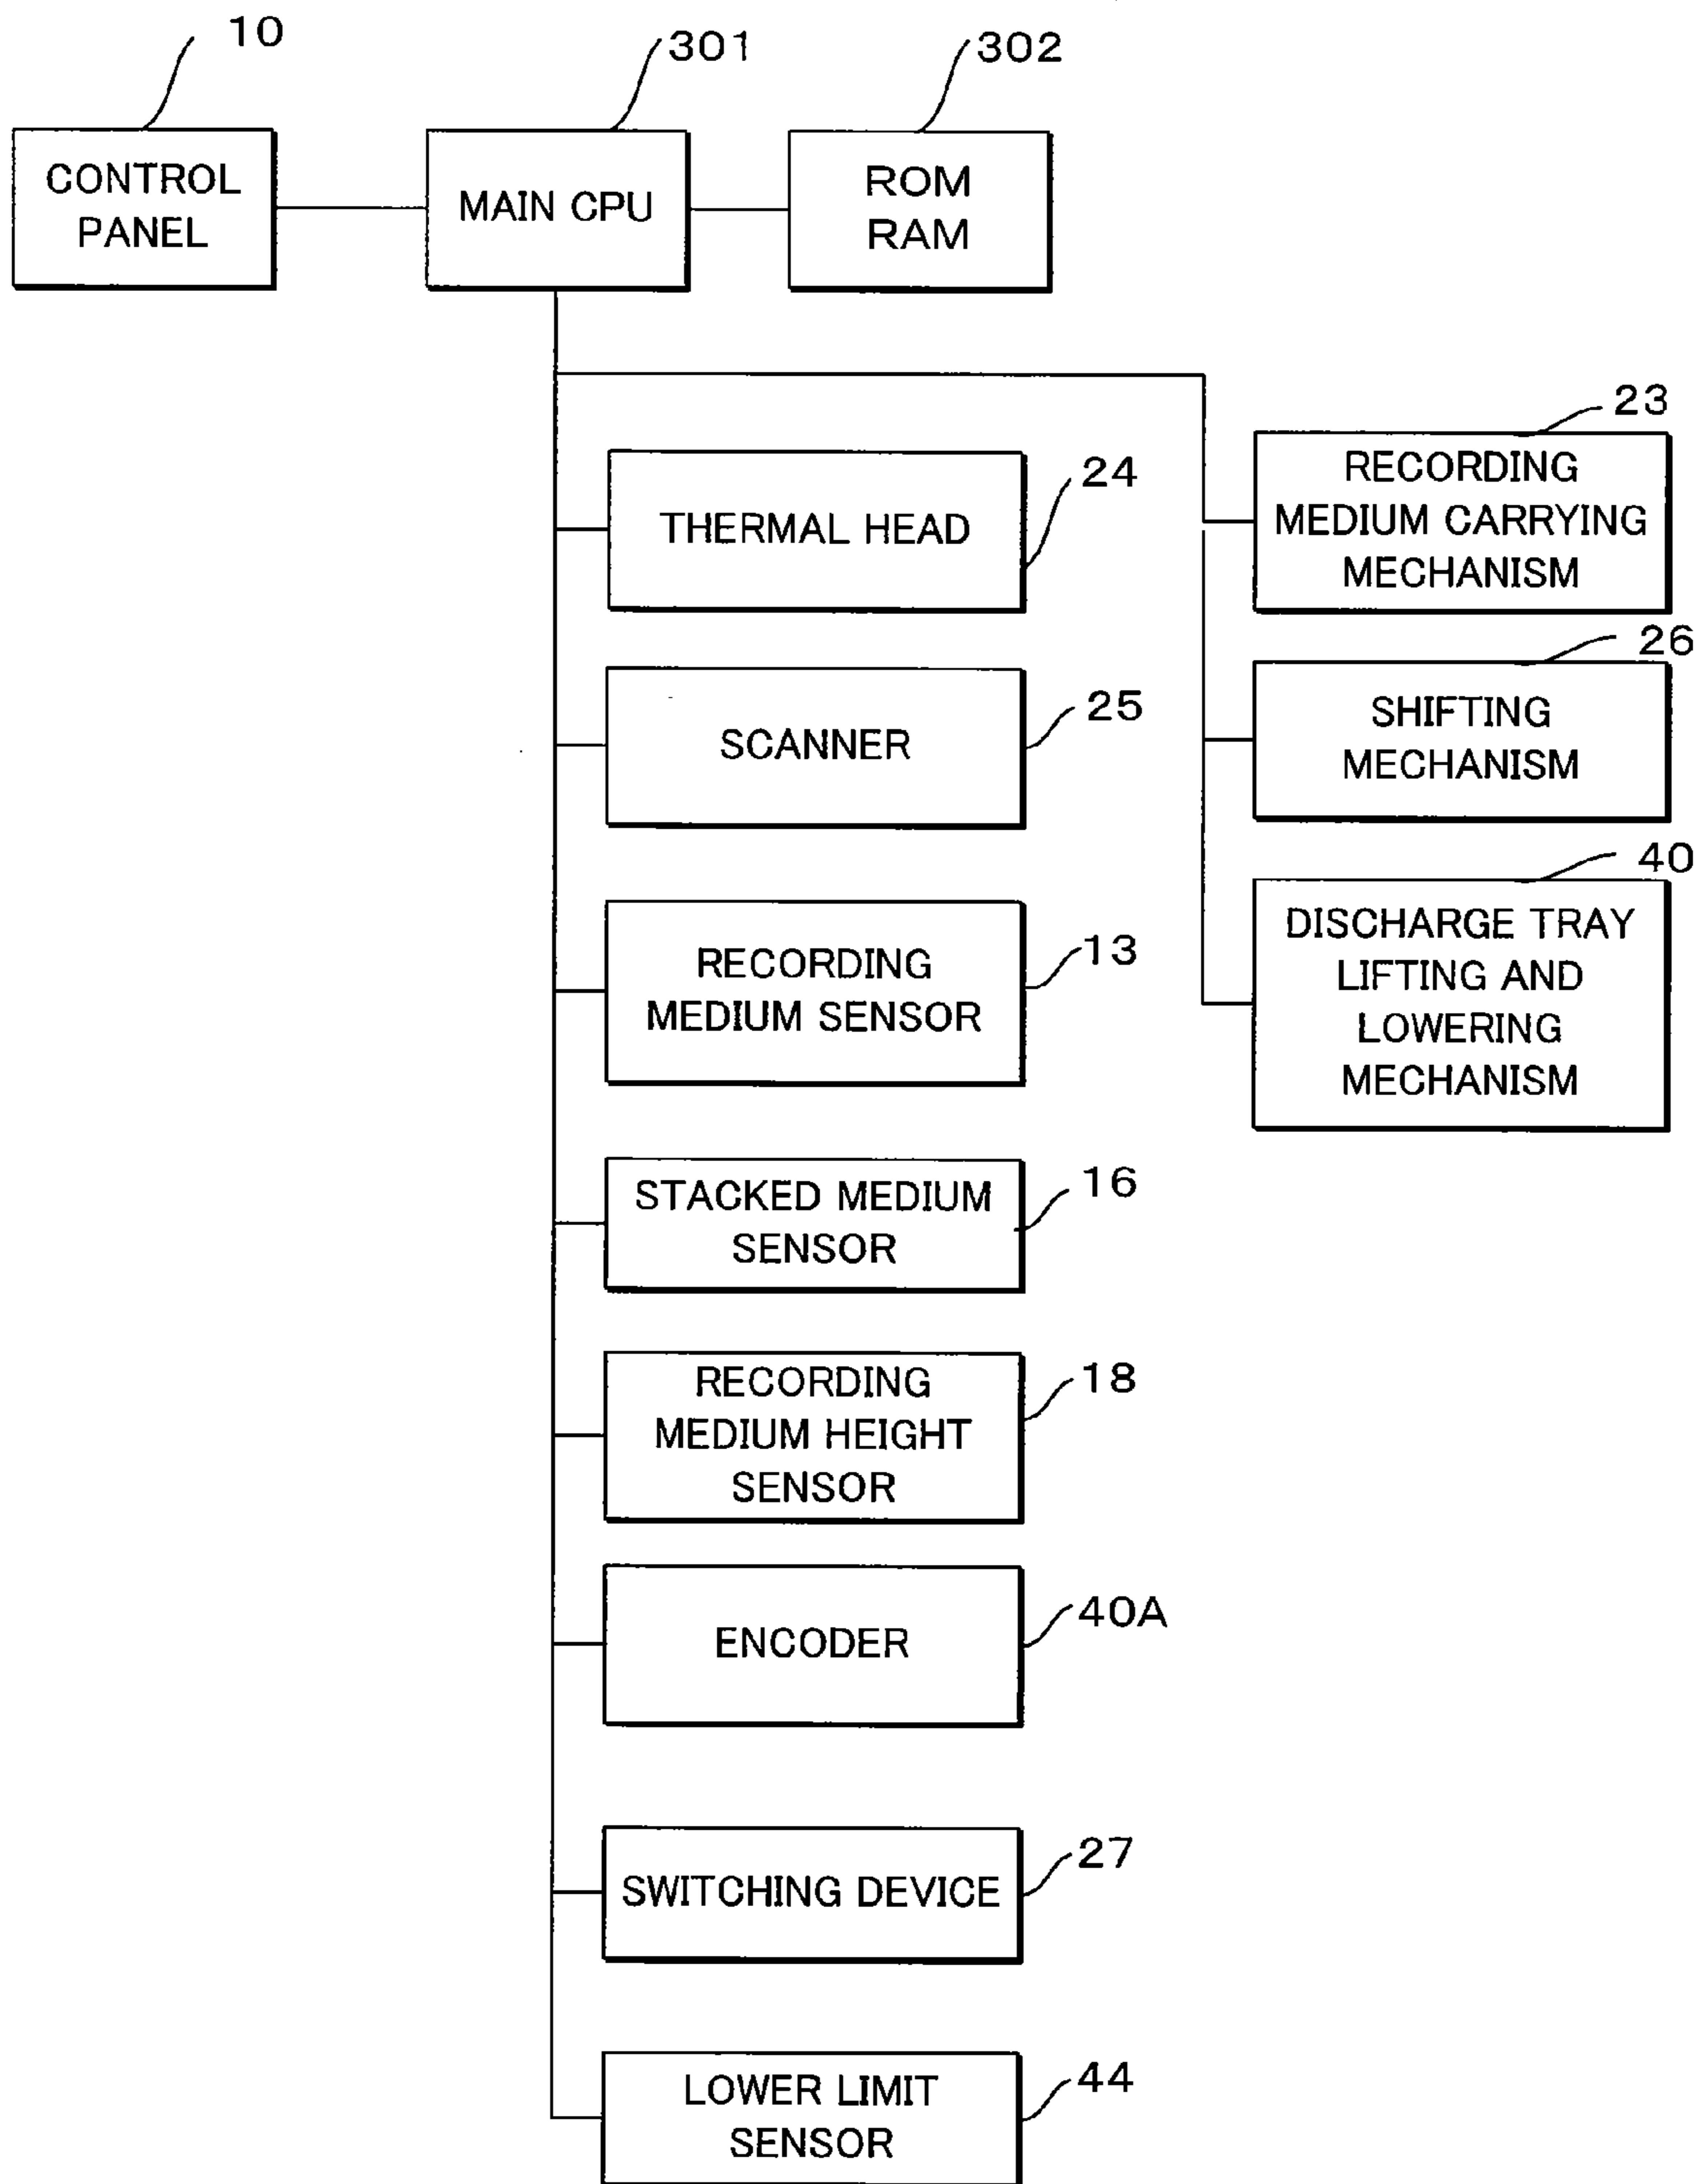 10
301
302
CONTROL
PANEL
MAIN CPU
ROM
RAM
23
RECORDING
MEDIUM CARRYING
MECHANISM
24
THERMAL HEAD
26
SHIFTING
MECHANISM
25
SCANNER
40
DISCHARGE TRAY
LIFTING AND
LOWERING
MECHANISM
13
RECORDING
MEDIUM SENSOR
16
STACKED MEDIUM
SENSOR
18
RECORDING
MEDIUM HEIGHT
SENSOR
40A
ENCODER
27
SWITCHING DEVICE
44
LOWER LIMIT
SENSOR